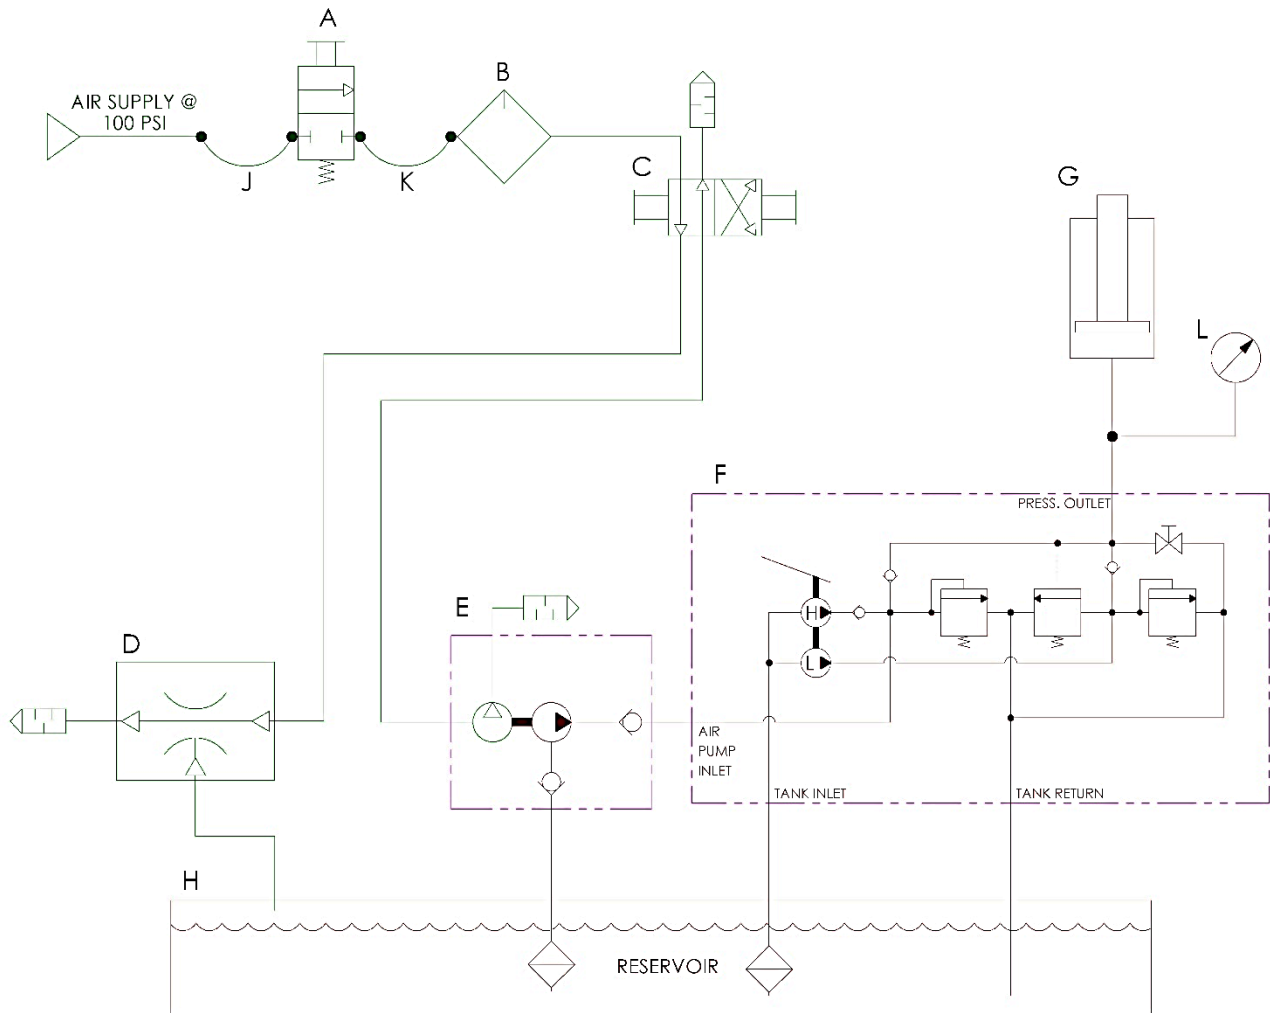 A
B
AIR SUPPLY @
100 PSI
C
J
K
G
L
F
PRESS. OUTLET
E
H
D
L
AIR
PUMP
INLET
TANK INLET
TANK RETURN
H
RESERVOIR